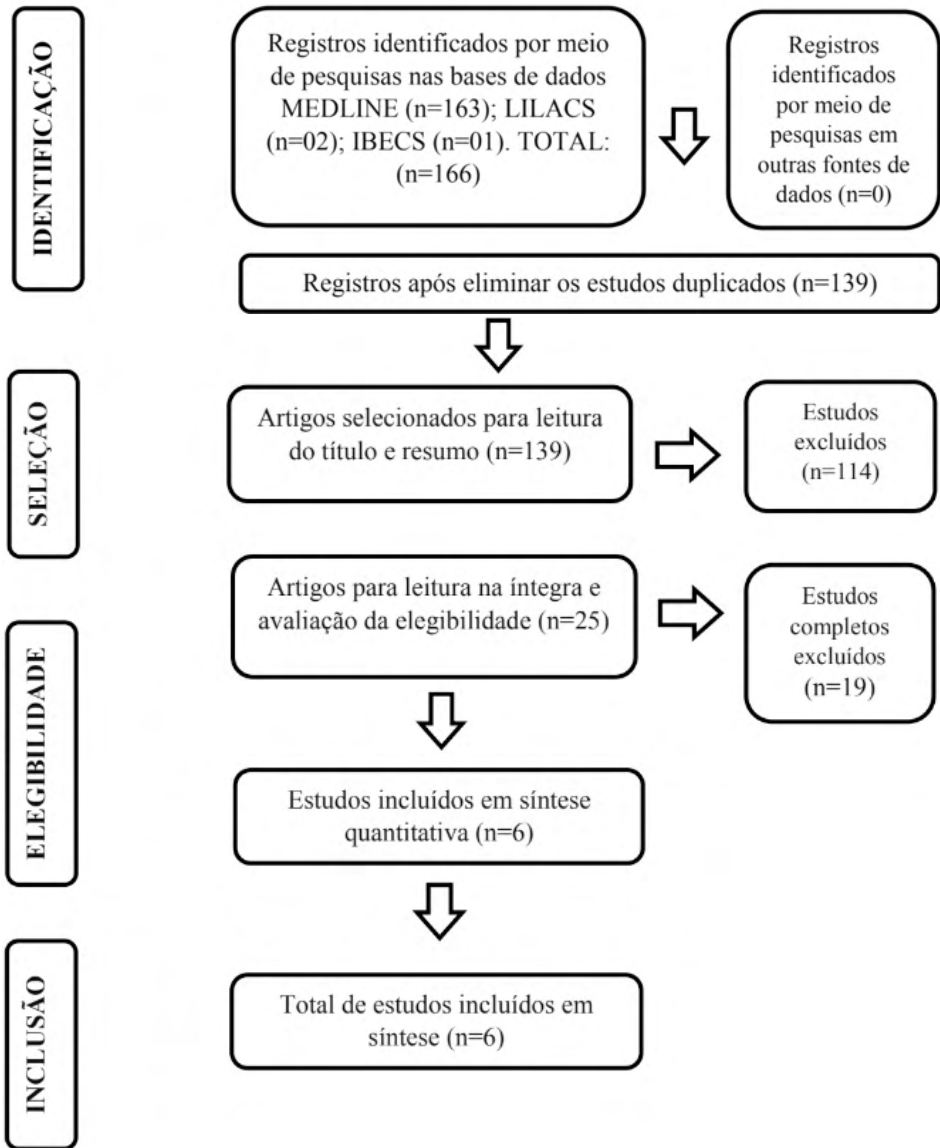 IDENTIFICAÇÃO
Registros identificados por meio
de pesquisas nas bases de dados
MEDLINE (n=163); LILACS
(n=02); IBECS (n=01). TOTAL:
(n=166)
Registros
identificados
por meio de
pesquisas em
outras fontes de
dados (n=0)
Registros após eliminar os estudos duplicados (n=139)
SELEÇÃO
Artigos selecionados para leitura
do título e resumo (n=139)
Estudos
excluídos
(n=114)
ELEGIBILIDADE
Artigos para leitura na íntegra e
avaliação da elegibilidade (n=25)
Estudos
completos
excluídos
(n=19)
Estudos incluídos em síntese
quantitativa (n=6)
INCLUSÃO
Total de estudos incluídos em
síntese (n=6)